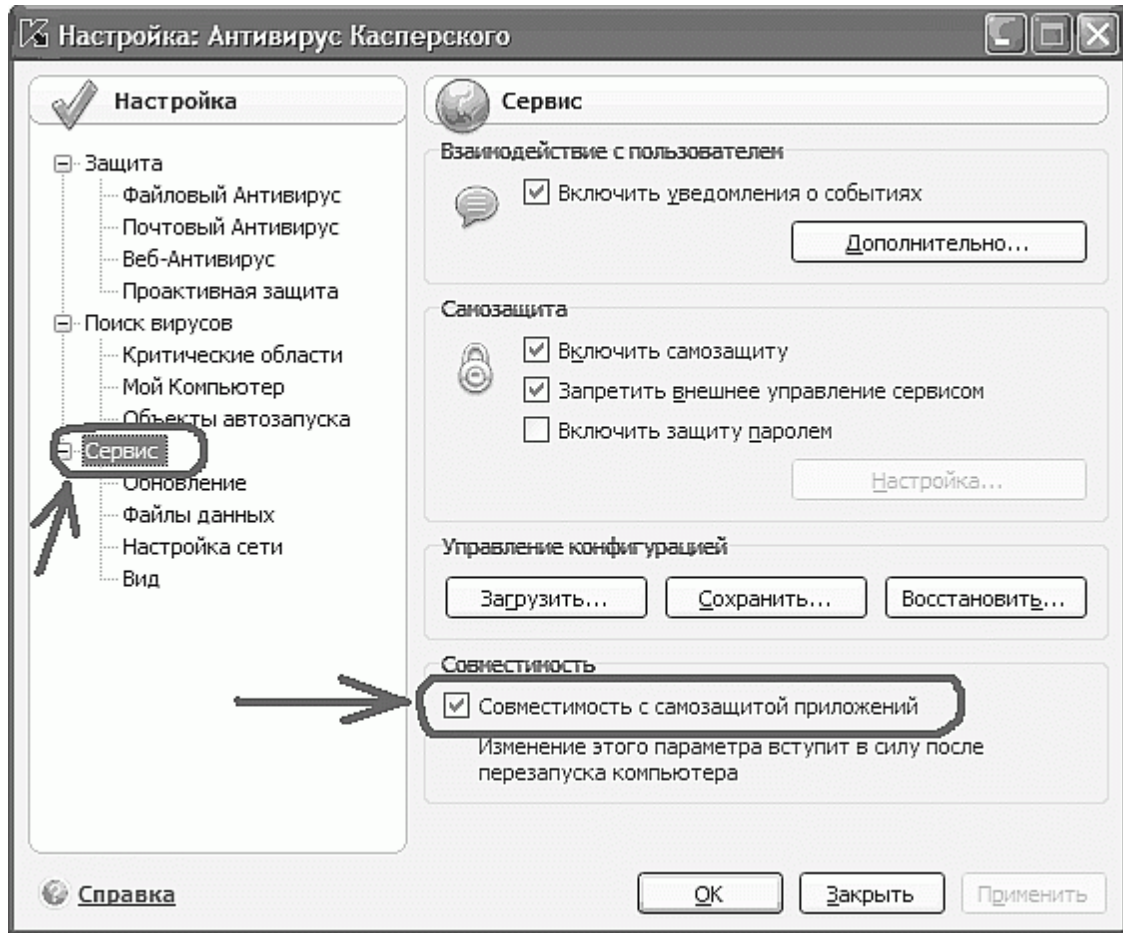 Настройка: Антивирус Касперского
Настройка
Защита
Файловый Антивирус
Почтовый Антивирус
Веб-Антивирус
Проактивная защита
Поиск вирусов
Критические области
Мой Компьютер
Объекты автозапуска
Сервис
Обновление
Файлы данных
Настройка сети
Вид
Сервис
Взаимодействие с пользователем
Включить уведомления о событиях
Дополнительно...
Самозащита
Включить самозащиту
Запретить внешнее управление сервисом
Включить защиту паролем
Настройка...
Управление конфигурацией
Загрузить... Сохранить... Восстановить...
Совместимость
Совместимость с самозащитой приложений
Изменение этого параметра вступит в силу после
перезапуска компьютера
Справка
ОК Закрыть Применить